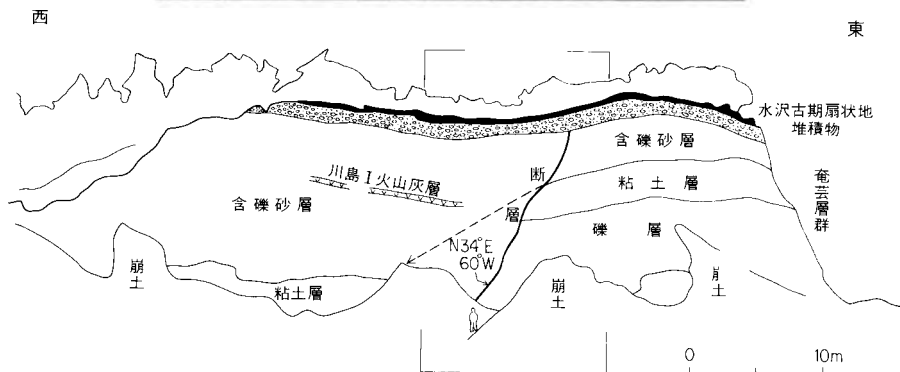 西
東
水沢古期扇状地
堆積物
含礫砂層
川島Ⅰ火山灰層
断層
粘土層
奄芸層群
含礫砂層
礫層
N34°E
60°W
崩土
粘土層
崩土
崩土
0 10m